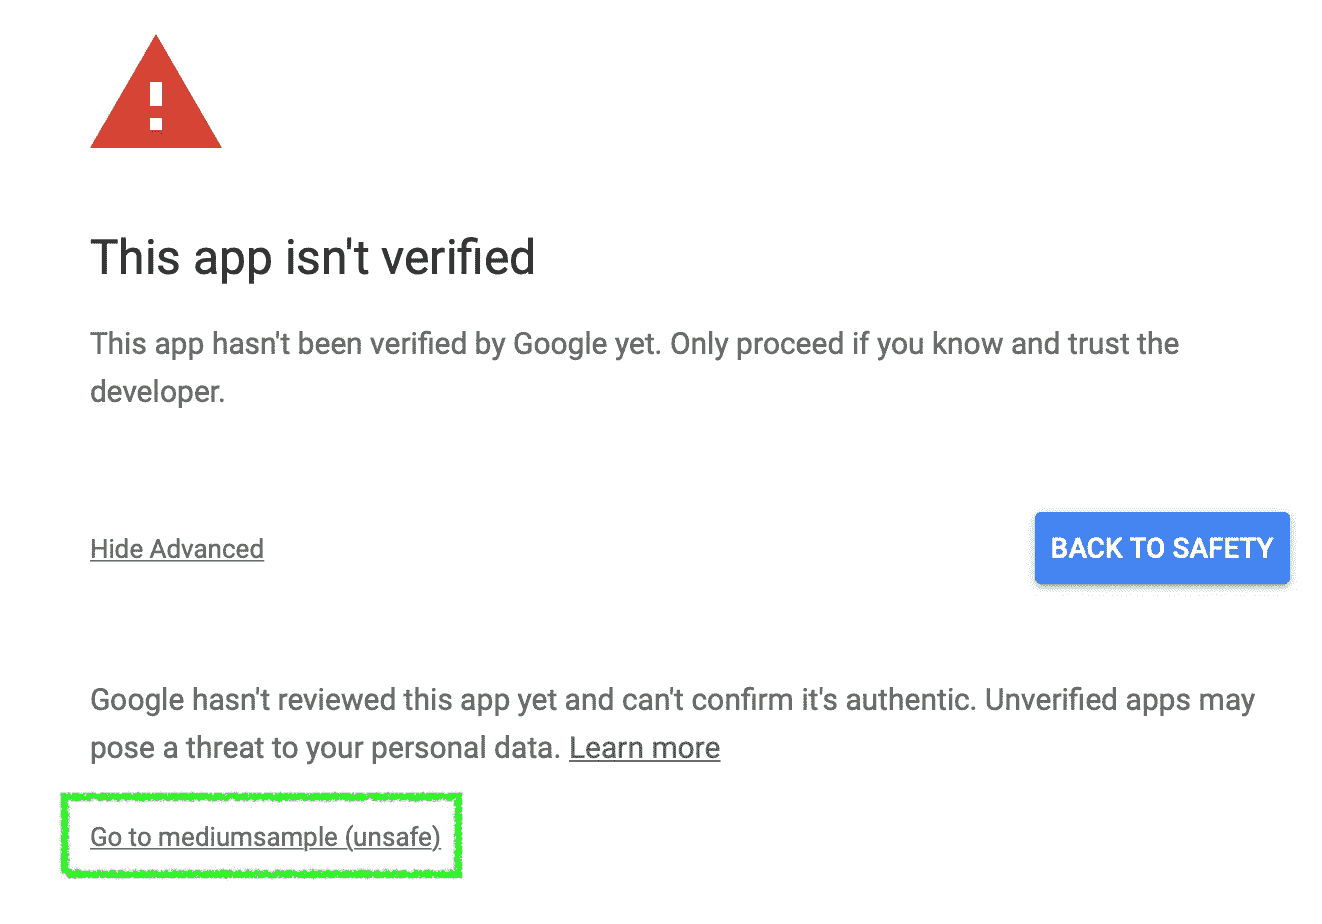 This app isn't verified
This app hasn't been verified by Google yet. Only proceed if you know and trust the
developer.
Hide Advanced
BACK TO SAFETY
Google hasn't reviewed this app yet and can't confirm it's authentic. Unverified apps may
pose a threat to your personal data. Learn more
Go to mediumsample (unsafe)